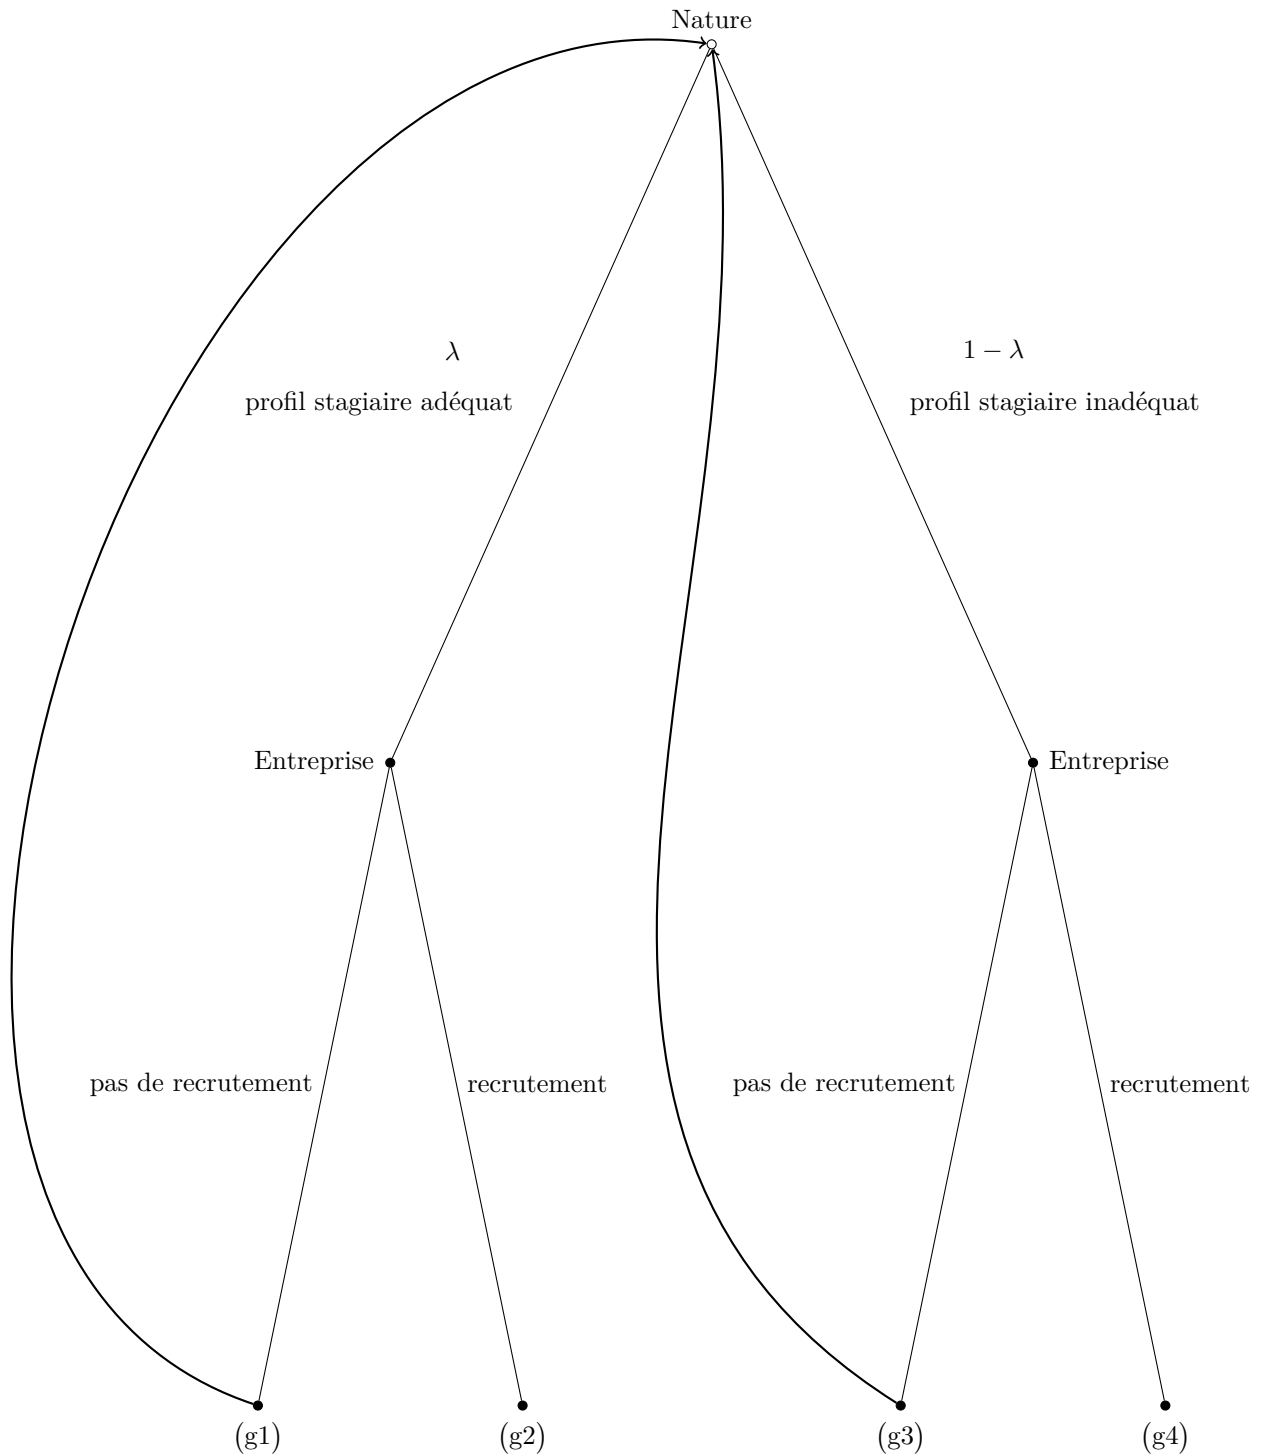 Nature
λ
1 − λ
profil stagiaire adéquat
profil stagiaire inadéquat
Entreprise
Entreprise
pas de recrutement
recrutement
pas de recrutement
recrutement
(g1)
(g2)
(g3)
(g4)